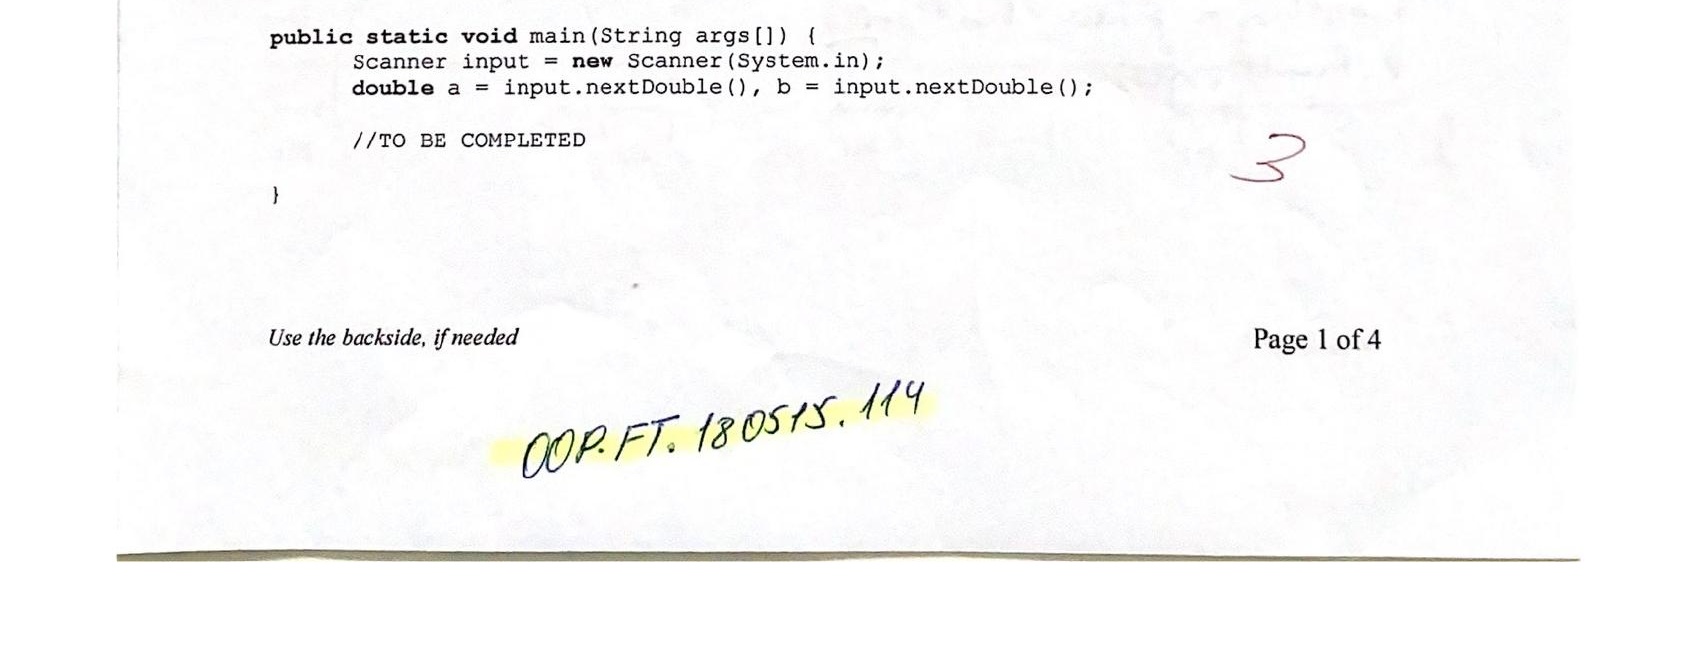 public static void main(String args[]) {
Scanner input = new Scanner(System.in);
double a = input.nextDouble(), b = input.nextDouble();
//TO BE COMPLETED
3
}
Use the backside, if needed
Page 1 of 4
OOP.FT.180515.114